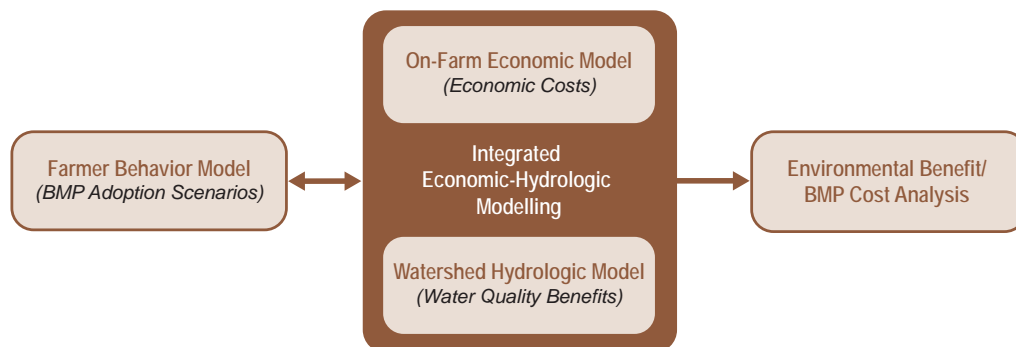 On-Farm Economic Model
(Economic Costs)
Farmer Behavior Model
(BMP Adoption Scenarios)
Integrated
Economic-Hydrologic
Modelling
Environmental Benefit/
BMP Cost Analysis
Watershed Hydrologic Model
(Water Quality Benefits)